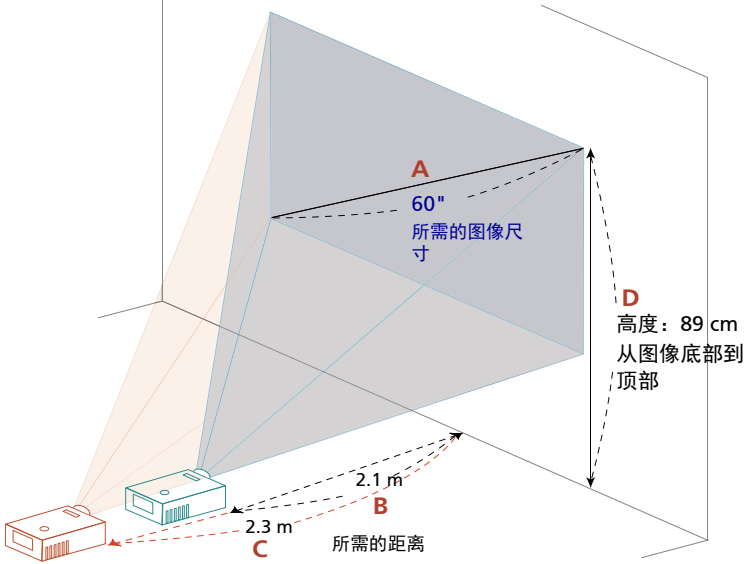 A
60"
所需的图像尺
寸
D
高度：89 cm
从图像底部到
顶部
2.1 m
B
2.3 m
C
所需的距离